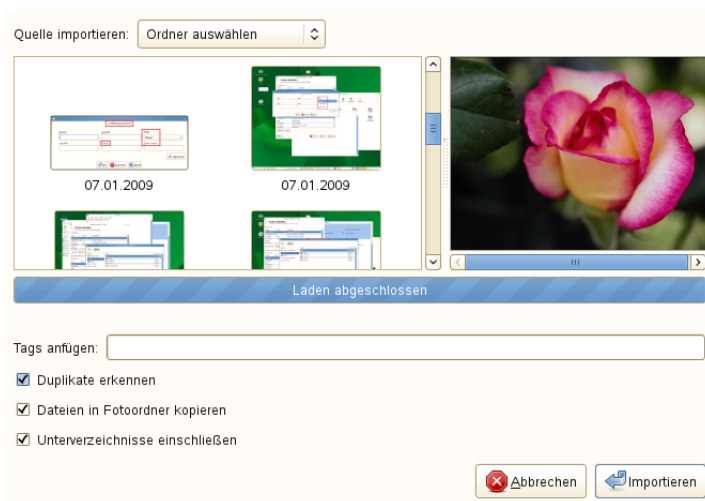 Quelle importieren: Ordner auswählen
07.01.2009 07.01.2009
Laden abgeschlossen
Tags anfügen:
Duplikate erkennen
Dateien in Fotoordner kopieren
Unterverzeichnisse einschließen
Abbrechen Importieren